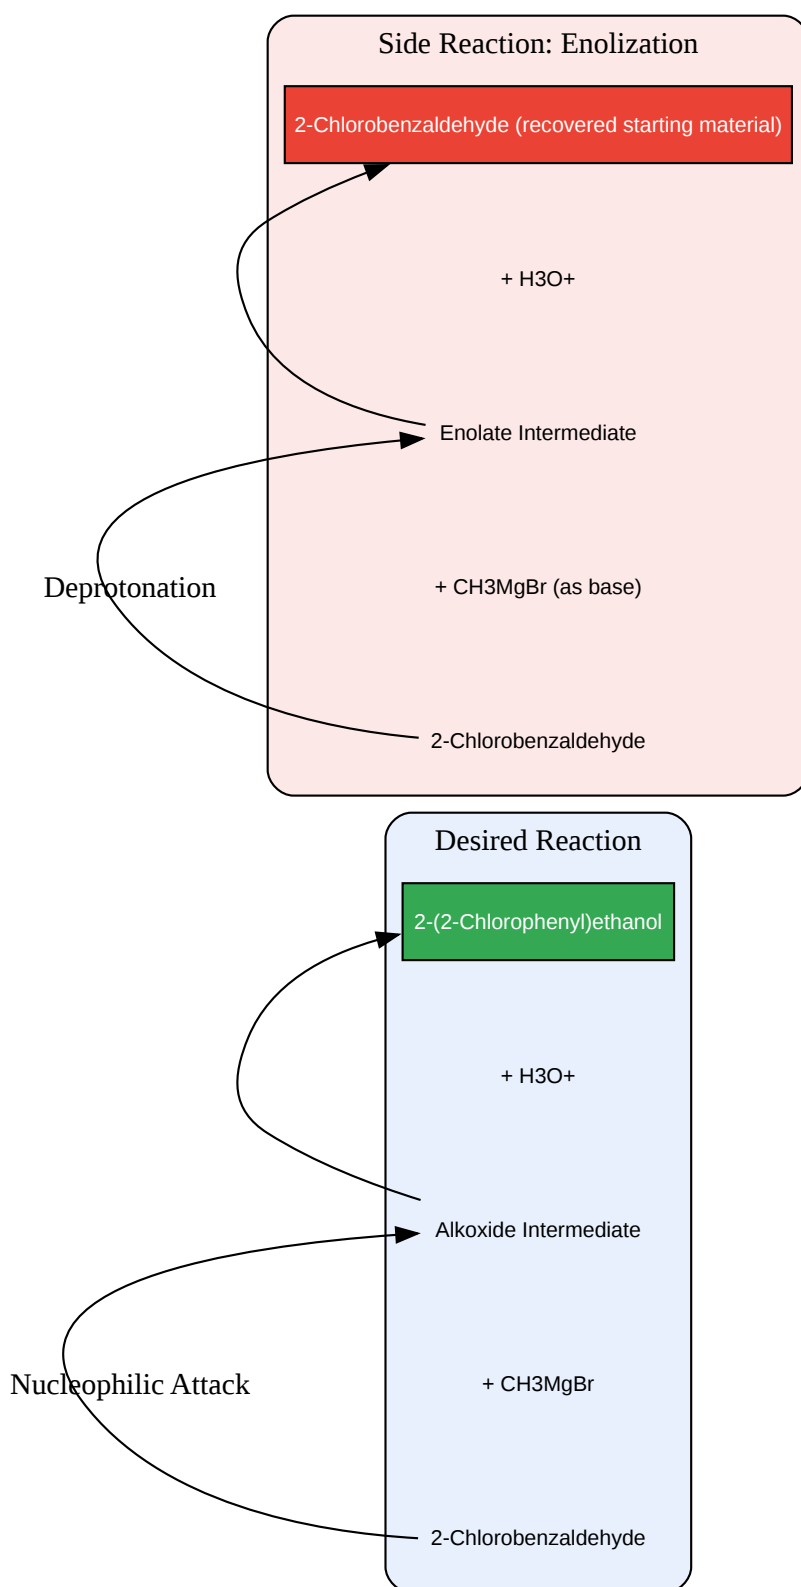 Side Reaction: Enolization
2-Chlorobenzaldehyde (recovered starting material)
+ H3O+
Enolate Intermediate
Deprotonation
+ CH3MgBr (as base)
2-Chlorobenzaldehyde
Desired Reaction
2-(2-Chlorophenyl)ethanol
+ H3O+
Alkoxide Intermediate
Nucleophilic Attack
+ CH3MgBr
2-Chlorobenzaldehyde